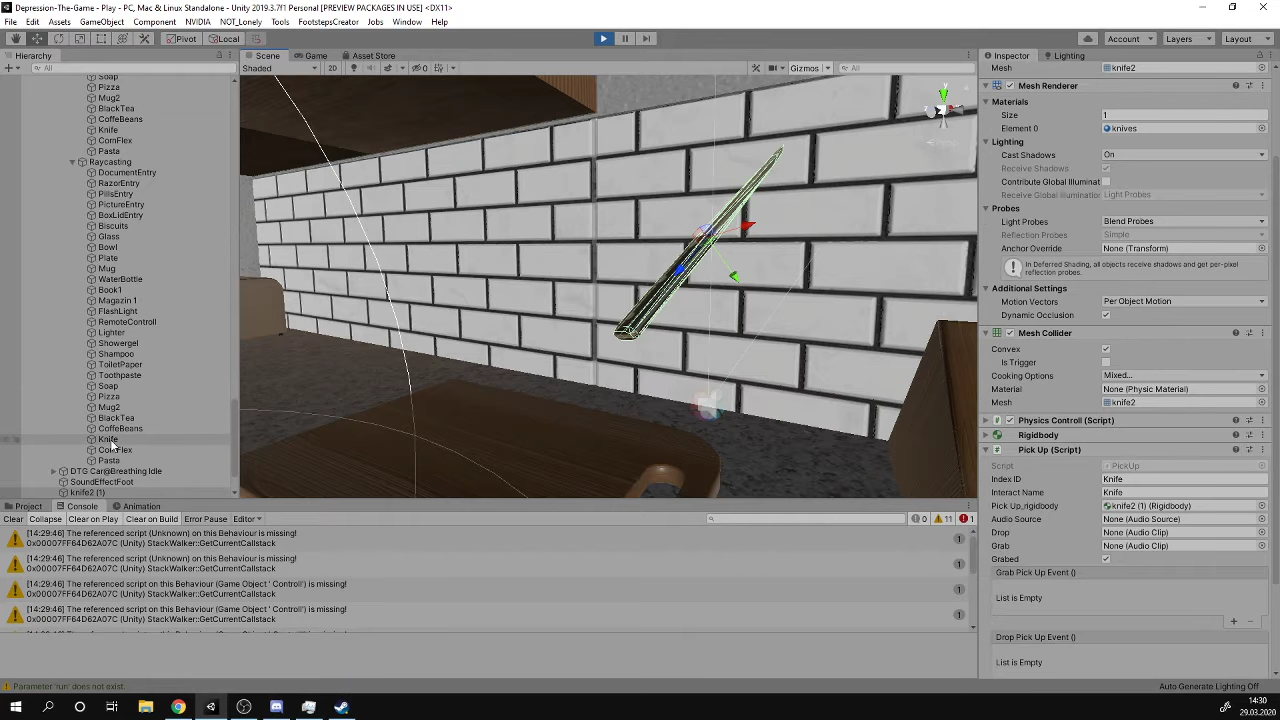 Depression-The-Game - Play - PC, Mac & Linux Standalone - Unity 2019.3.7f1 Personal [PREVIEW PACKAGES IN USE] <DX11>
File Edit Assets GameObject Component NVIDIA NOT_Lonely Tools FootstepsCreator Jobs Window Help
Pivot Local Account Layers Layout
Hierarchy
All
Soap
Pizza
Mug2
BlackTea
CoffeBeans
Knife
ComFlex
Pasta
Raycasting
DocumentEntry
RazorEntry
PillsEntry
PictureEntry
BoxLidEntry
Biscuits
Glass
Bowl
Plate
Mug
WaterBottle
Book1
Magazin 1
FlashLight
RemoteControll
Lighter
Showergel
Shampoo
ToiletPaper
Toothpaste
Soap
Pizza
Mug2
BlackTea
CoffeBeans
Knife
Pasta
DTG Car@Breathing Idle
SoundEffectFoot
knife2 (1)
Scene Game Asset Store
Shaded 2D 0 Gizmos All
y
z
Inspector Lighting
Mesh knife2
Mesh Renderer
Materials
Size 1
Element 0 knives
Lighting
Cast Shadows On
Receive Shadows
Contribute Global Illuminat
Receive Global Illuminat Light Probes
Probes
Light Probes Blend Probes
Reflection Probes Simple
Anchor Override None (Transform)
In Deferred Shading, all objects receive shadows and get per-pixel
reflection probes.
Additional Settings
Motion Vectors Per Object Motion
Dynamic Occlusion
Mesh Collider
Convex
Is Trigger
Cooking Options Mixed...
Material None (Physic Material)
Mesh knife2
Physics Controll (Script)
Rigidbody
Pick Up (Script)
Script PickUp
Index ID Knife
Interact Name Knife
Pick Up_rigidbody knife2 (1) (Rigidbody)
Audio Source None (Audio Source)
Drop None (Audio Clip)
Grab None (Audio Clip)
Grabed
Grab Pick Up Event ()
List is Empty
Drop Pick Up Event ()
List is Empty
Project Console Animation
Clear Collapse Clear on Play Clear on Build Error Pause Editor 0 11 1
[14:29:46] The referenced script (Unknown) on this Behaviour is missing!
0x00007FF64D62A07C (Unity) StackWalker::GetCurrentCallstack
1
[14:29:46] The referenced script (Unknown) on this Behaviour is missing!
0x00007FF64D62A07C (Unity) StackWalker::GetCurrentCallstack
1
[14:29:46] The referenced script on this Behaviour (Game Object ' Controll') is missing!
0x00007FF64D62A07C (Unity) StackWalker::GetCurrentCallstack
1
[14:29:46] The referenced script on this Behaviour (Game Object ' Controll') is missing!
0x00007FF64D62A07C (Unity) StackWalker::GetCurrentCallstack
1
Parameter 'run' does not exist.
Auto Generate Lighting Off
14:30
29.03.2020